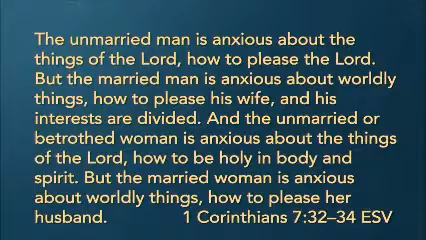 The unmarried man is anxious about the
things of the Lord, how to please the Lord.
But the married man is anxious about worldly
things, how to please his wife, and his
interests are divided. And the unmarried or
betrothed woman is anxious about the things
of the Lord, how to be holy in body and
spirit. But the married woman is anxious
about worldly things, how to please her
husband. 1 Corinthians 7:32–34 ESV